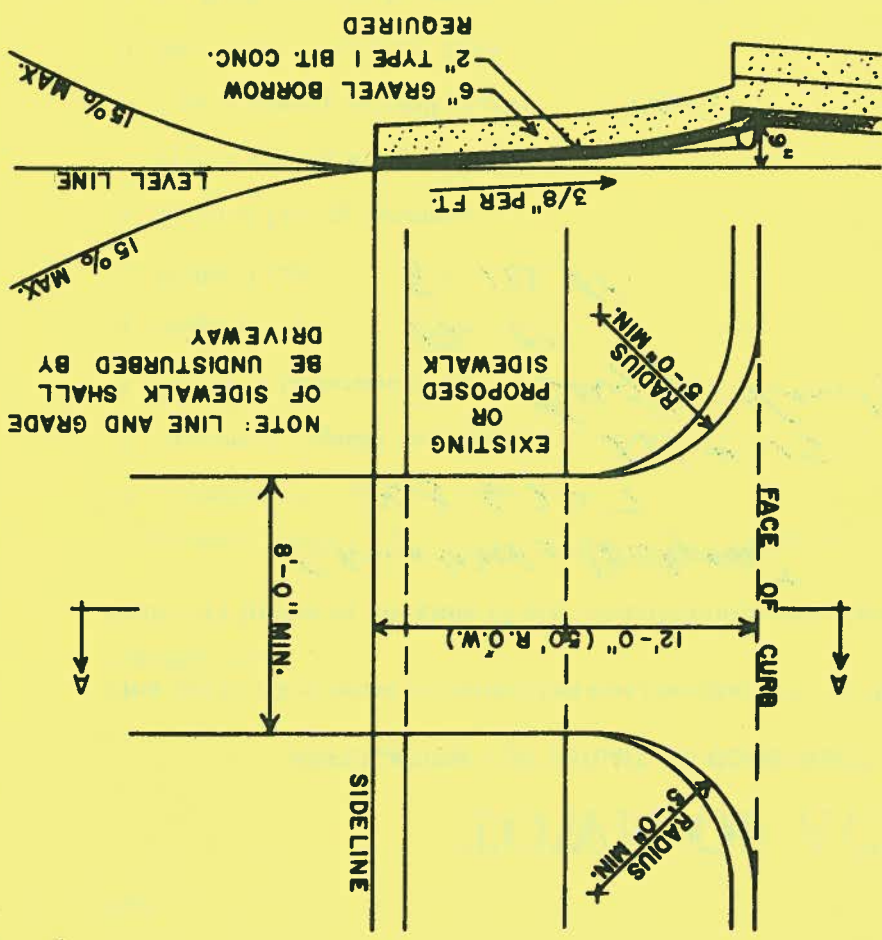 SIDELINE
RADIUS
5'-0" MIN.
FACE OF CURB
A
A
12'-0" (50' R.O.W.)
8'-0" MIN.
RADIUS
5'-0" MIN.
EXISTING
OR
PROPOSED
SIDEWALK
NOTE: LINE AND GRADE
OF SIDEWALK SHALL
BE UNDISTURBED BY
DRIVEWAY
15% MAX.
3/8" PER FT.
LEVEL LINE
15% MAX.
6" GRAVEL BORROW
2" TYPE I BIT. CONC.
REQUIRED